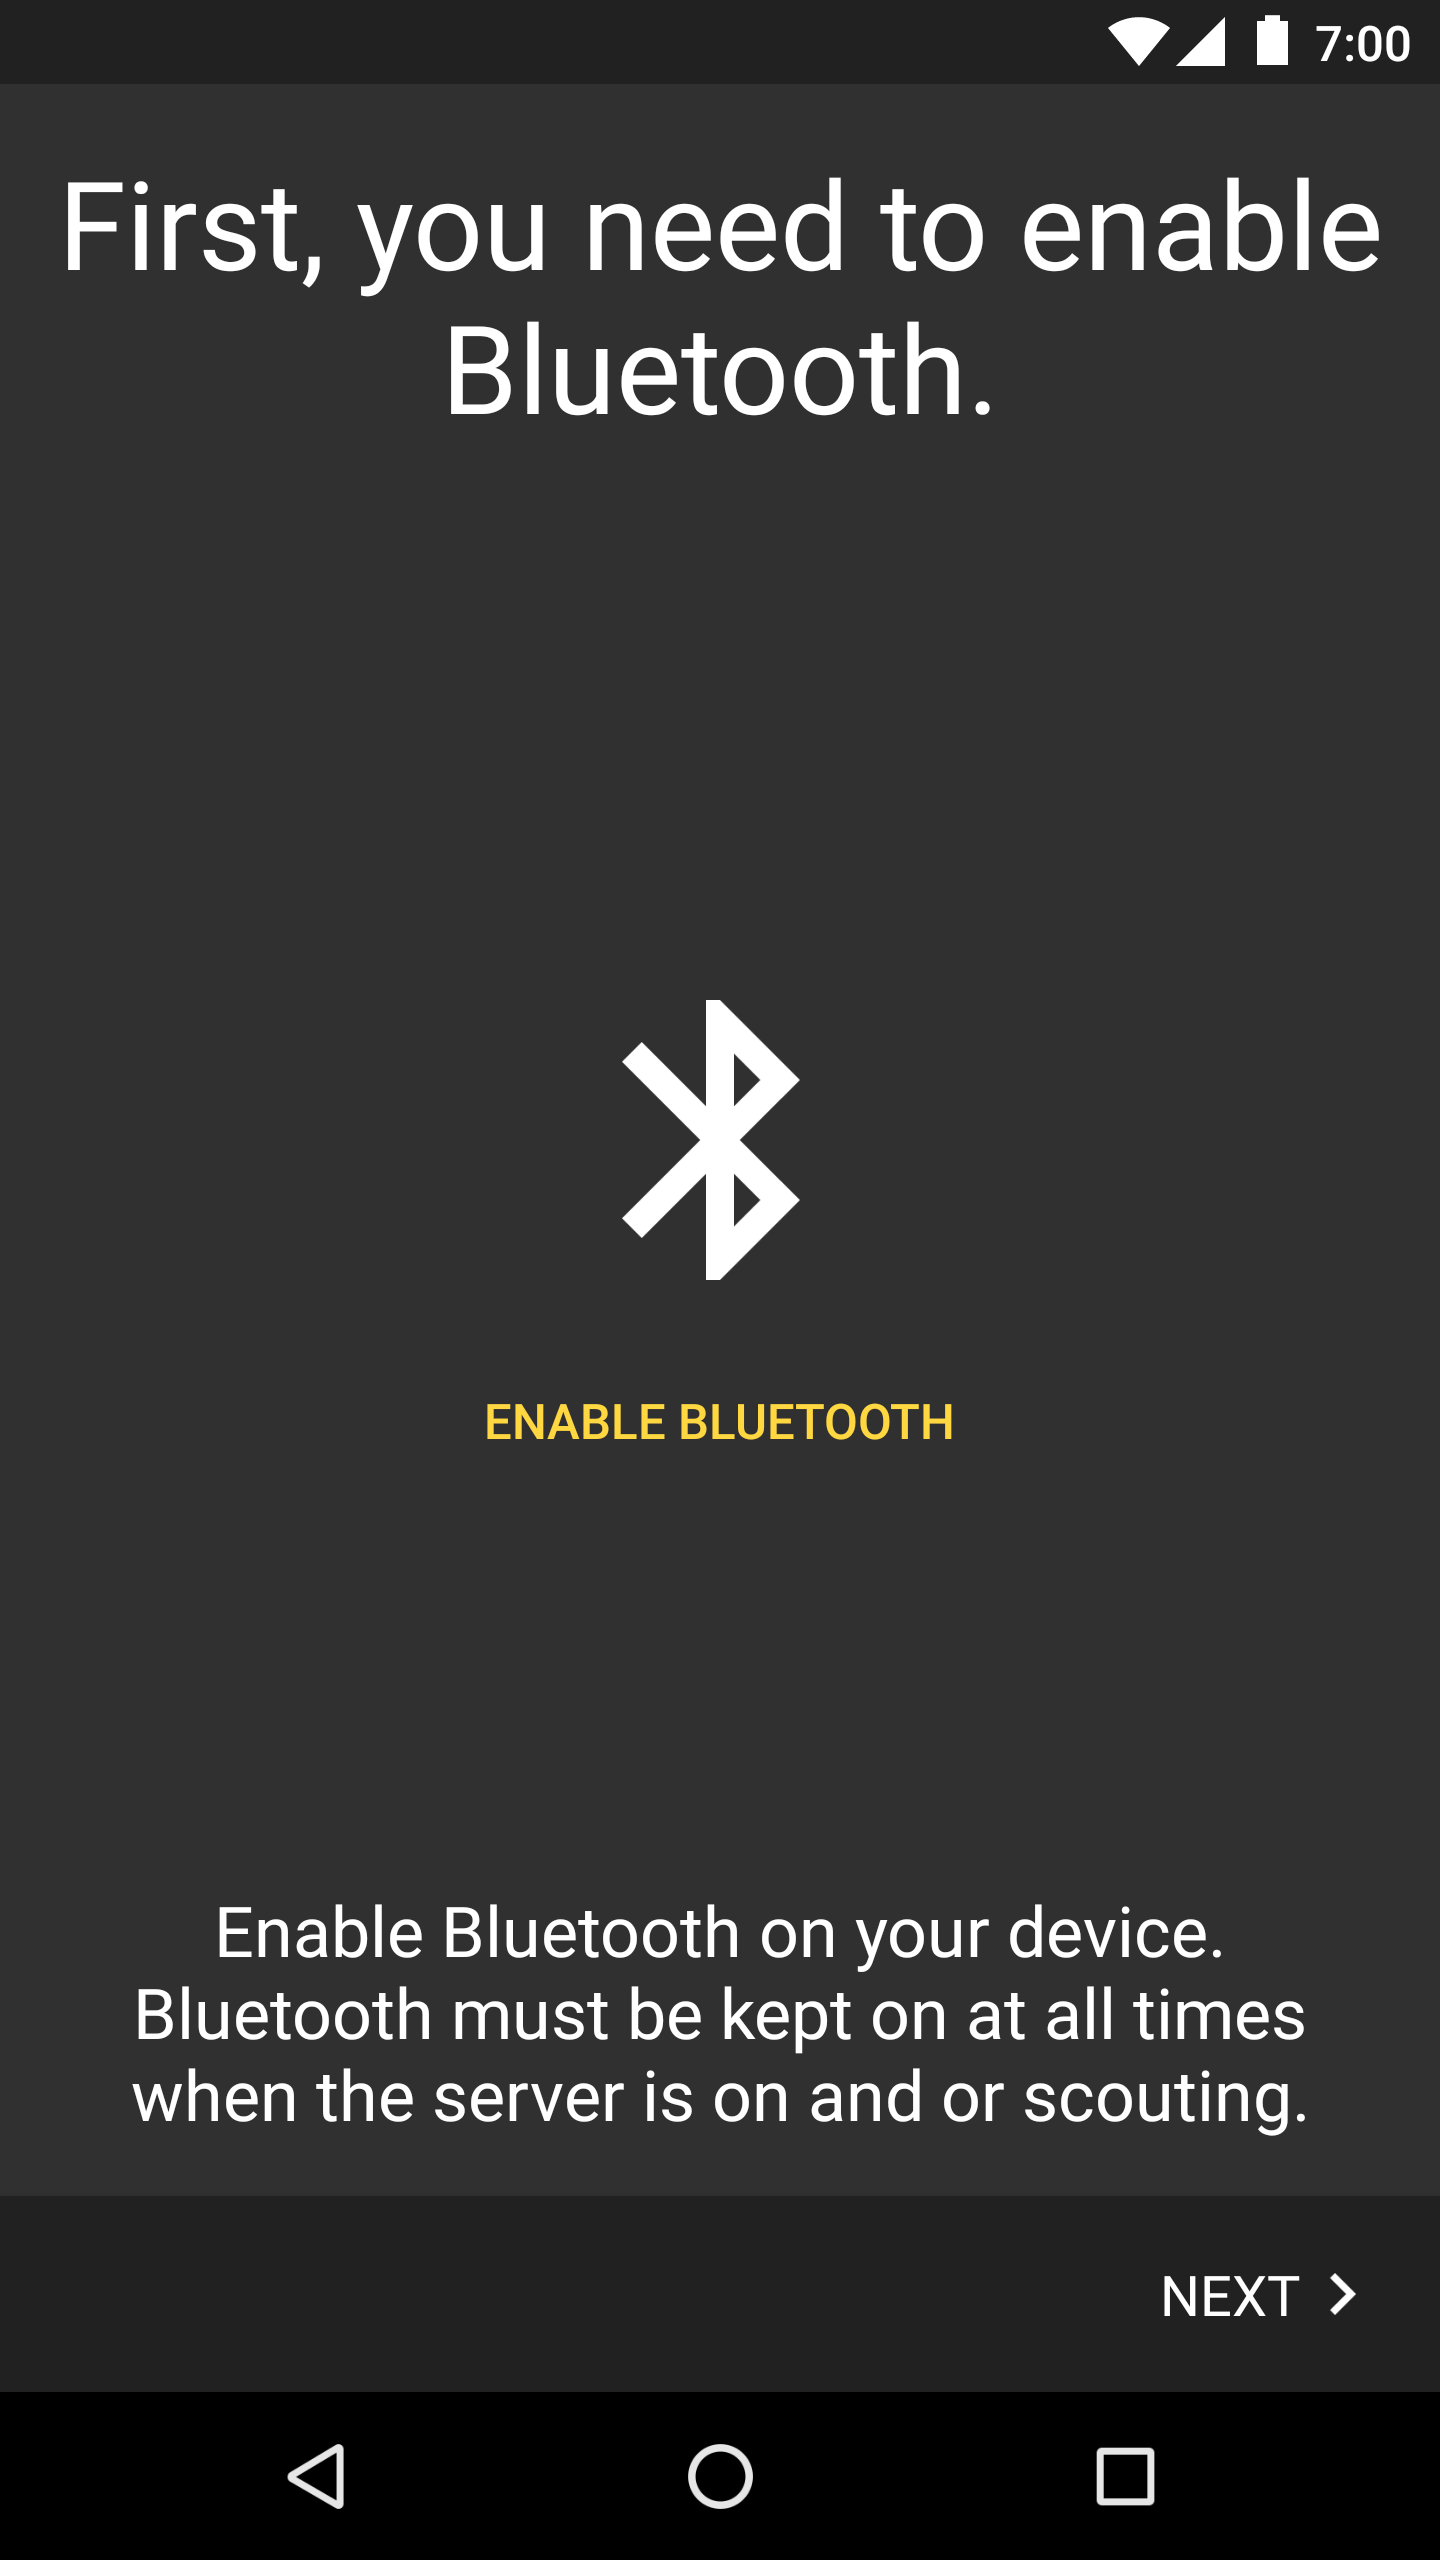 7:00
First, you need to enable
Bluetooth.
ENABLE BLUETOOTH
Enable Bluetooth on your device.
Bluetooth must be kept on at all times
when the server is on and or scouting.
NEXT